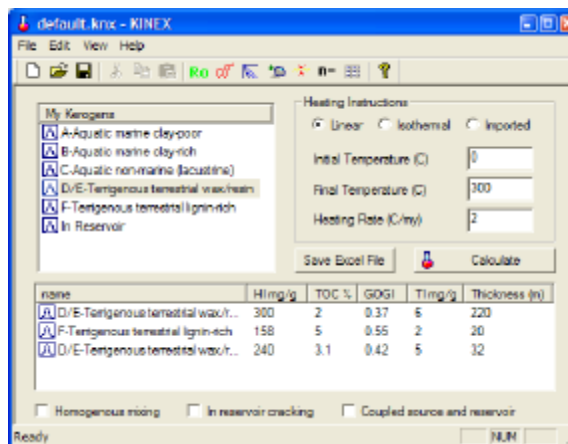 default.knx - KINEX
File Edit View Help
Ro n=
My Kerogens
A-Aquatic marine clay-poor
B-Aquatic marine clay-rich
C-Aquatic non-marine (lacustrine)
D/E-Terrigenous terrestrial wax/resin
F-Terrigenous terrestrial lignin-rich
In Reservoir
Heating Instructions
Linear Isothermal Imported
Initial Temperature (C) 0
Final Temperature (C) 300
Heating Rate (C/my) 2
Save Excel File Calculate
name HI mg/g TOC % GOGI TI mg/g Thickness (m)
D/E-Terrigenous terrestrial wax/r... 300 2 0.37 6 220
F-Terrigenous terrestrial lignin-rich 158 5 0.55 2 20
D/E-Terrigenous terrestrial wax/r... 240 3.1 0.42 5 32
Homogenous mixing In reservoir cracking Coupled source and reservoir
Ready NUM